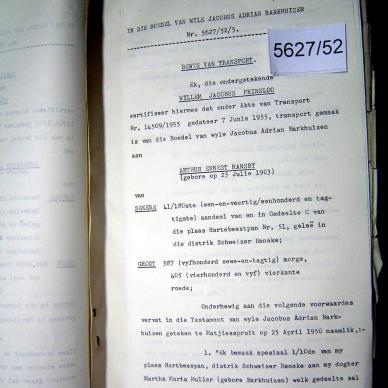 IN DIE BOEDEL VAN WYLE JACOBUS ADRIAN BARKHUIZEN
Nr. 5627/52/5.
5627/52
BEWYS VAN TRANSPORT.
Ek, die ondergetekende
WILLEM JACOBUS PRINSLOO
sertifiseer hiermee dat onder Akte van Transport
Nr. 14509/1955 gedateer 7 Junie 1955, transport gemaak
is van die Boedel van wyle Jacobus Adrian Barkhuizen
aan
ARTHUR ERNEST RANSBY
(gebore op 25 Julie 1903)
van
SEKERE 41/180ste (een-en-veertig/eenhonderd en tag-
tigste) aandeel van en in Gedeelte C van
die plaas Hartebeestpan Nr. 51, geleë in
die distrik Schweizer Reneke;
GROOT 587 (vyfhonderd sewe-en-tagtig) morge,
405 (vierhonderd en vyf) vierkante
roede;
Onderhewig aan die volgende voorwaardes
vervat in die Testament van wyle Jacobus Adrian Bark-
huizen geteken te Hatjiesspruit op 25 April 1950 naamlik,:-
1. "Ek bemaak spesiaal 1/10de van my
plaas Hartbeespan, distrik Schweizer Reneke aan my dogter
Martha Maria Muller (gebore Barkhuizen) welk gedeelte sal